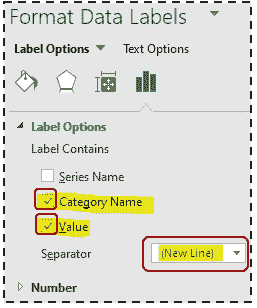 Format Data Labels
Label Options Text Options
Label Options
Label Contains
Series Name
Category Name
Value
Separator (New Line)
Number